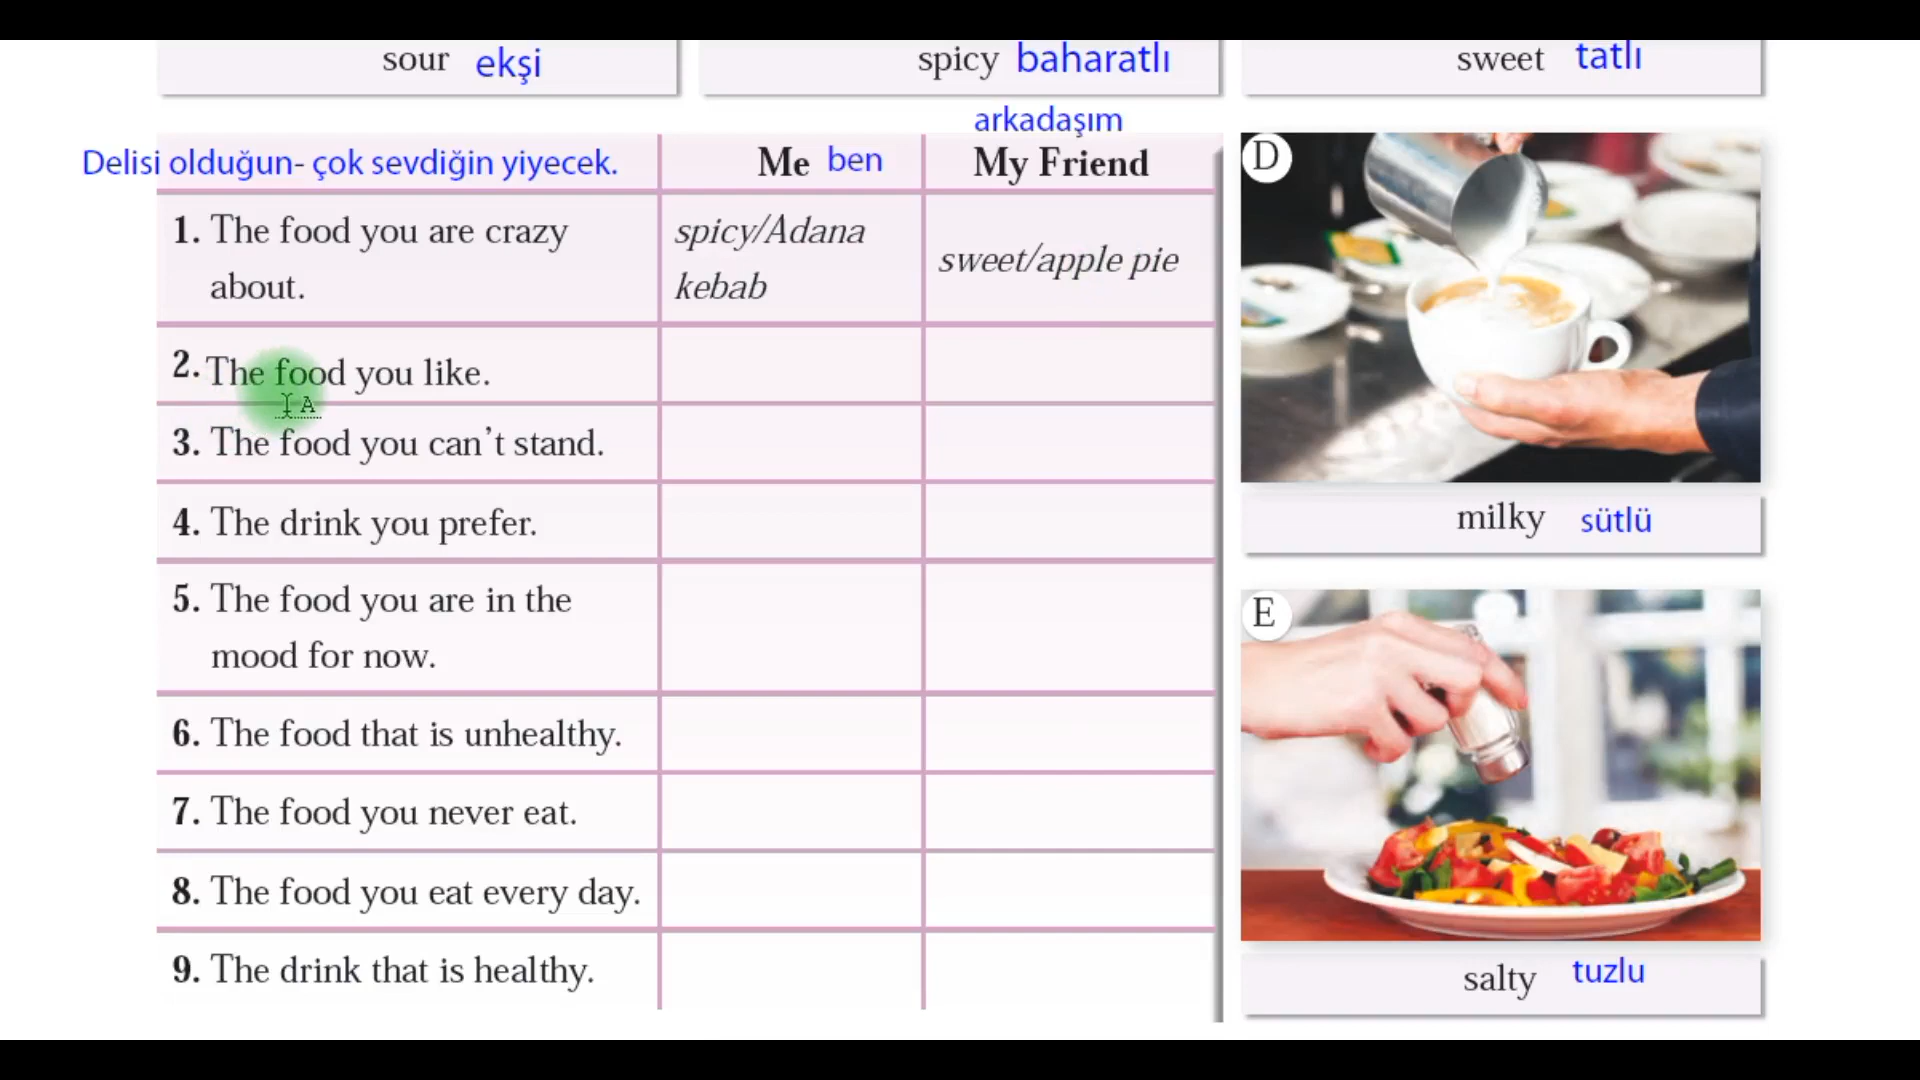 sour ekşi
spicy baharatlı
sweet tatlı
arkadaşım
Delisi olduğun- çok sevdiğin yiyecek.
Me ben
My Friend
1. The food you are crazy
about.
spicy/Adana
kebab
sweet/apple pie
2. The food you like.
A
3. The food you can't stand.
4. The drink you prefer.
5. The food you are in the
mood for now.
6. The food that is unhealthy.
7. The food you never eat.
8. The food you eat every day.
9. The drink that is healthy.
D
milky sütlü
E
salty tuzlu